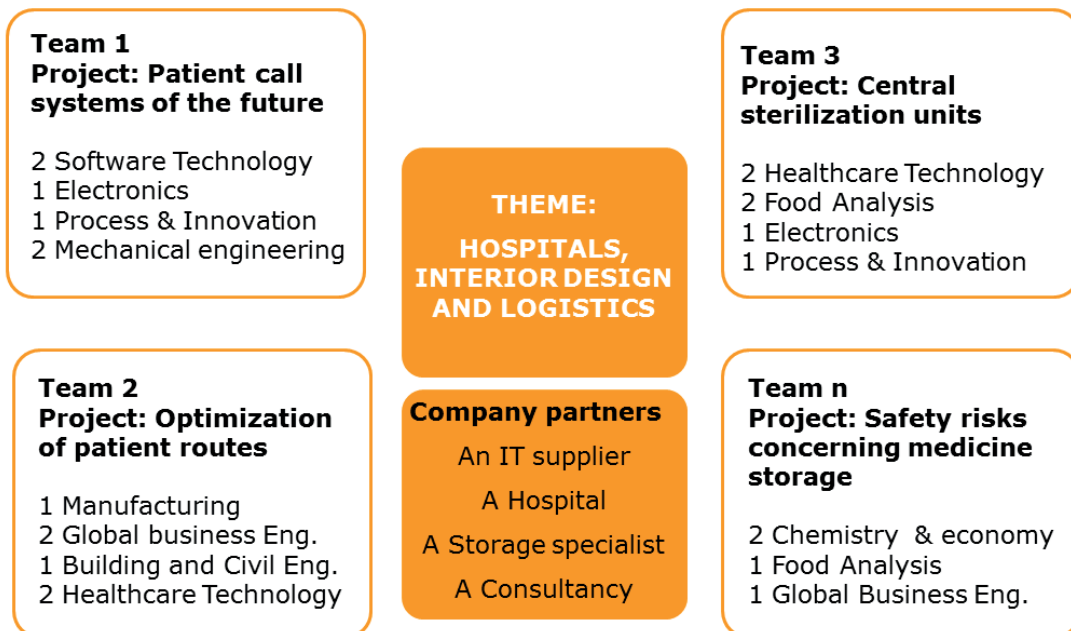 Team 1
Project: Patient call
systems of the future
2 Software Technology
1 Electronics
1 Process & Innovation
2 Mechanical engineering
Team 2
Project: Optimization
of patient routes
1 Manufacturing
2 Global business Eng.
1 Building and Civil Eng.
2 Healthcare Technology
THEME:
HOSPITALS,
INTERIOR DESIGN
AND LOGISTICS
Company partners
An IT supplier
A Hospital
A Storage specialist
A Consultancy
Team 3
Project: Central
sterilization units
2 Healthcare Technology
2 Food Analysis
1 Electronics
1 Process & Innovation
Team n
Project: Safety risks
concerning medicine
storage
2 Chemistry & economy
1 Food Analysis
1 Global Business Eng.